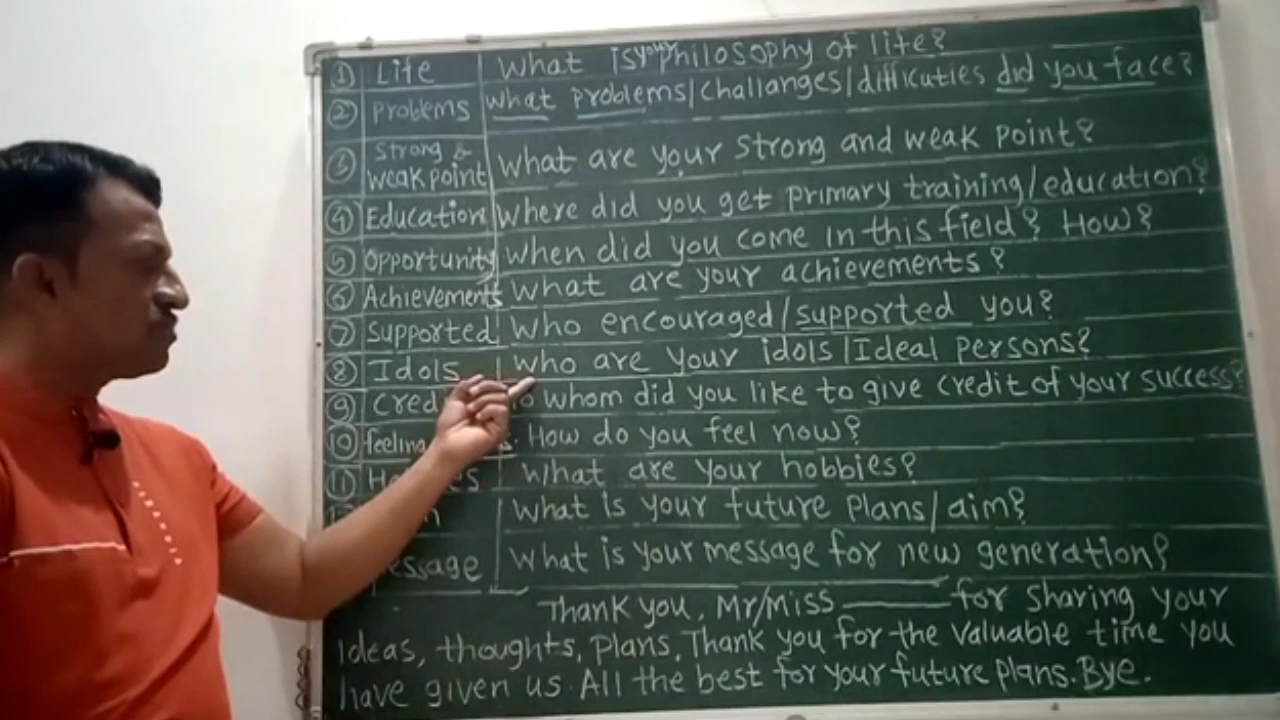 ① Life What is your philosophy of life?
② Problems What problems/challanges/difficuties did you face?
③ Strong & weak point What are your strong and weak point?
④ Education Where did you get primary training/education?
⑤ Opportunity When did you come in this field? How?
⑥ Achievements What are your achievements?
⑦ Supported Who encouraged/supported you?
⑧ Idols Who are your idols/Ideal persons?
⑨ whom did you like to give credit of your success?
⑩ How do you feel now?
⑪ What are your hobbies?
What is your future plans/aim?
What is your message for new generation?
Thank you, Mr/Miss ______ for sharing your
Ideas, thoughts, plans. Thank you for the valuable time you
have given us. All the best for your future plans. Bye.